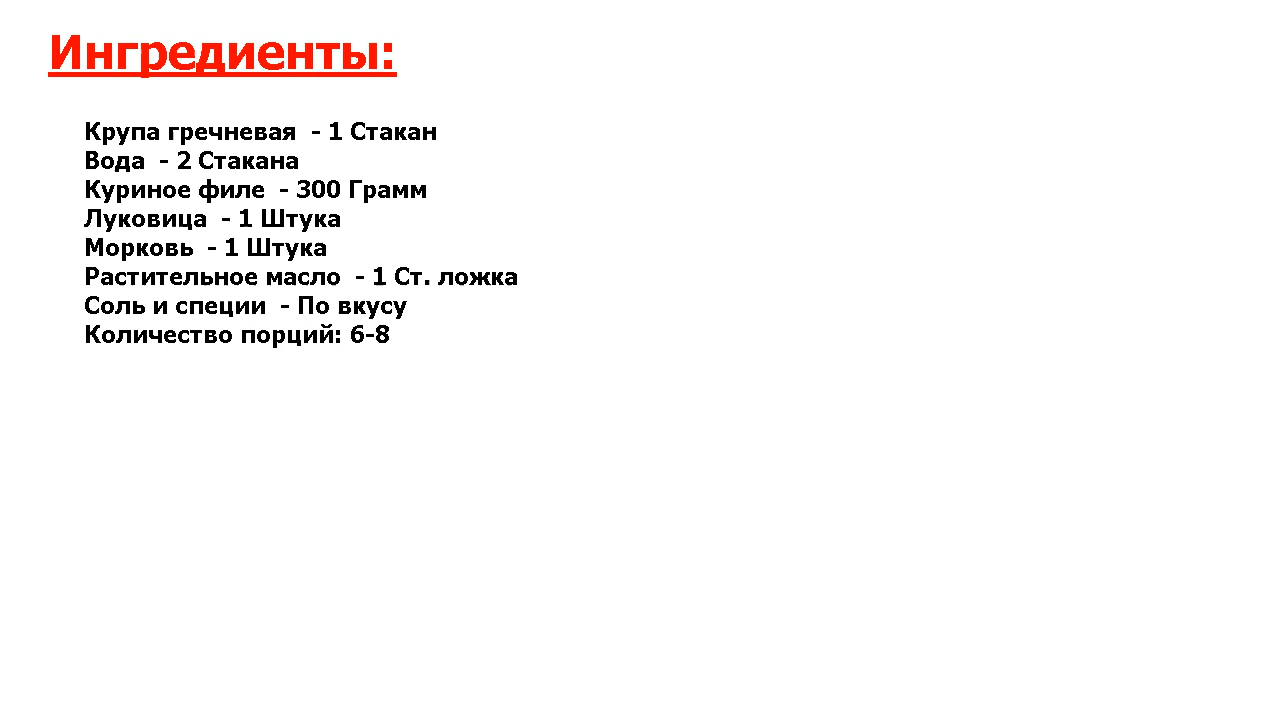 Ингредиенты:
Крупа гречневая  - 1 Стакан
Вода  - 2 Стакана
Куриное филе  - 300 Грамм
Луковица  - 1 Штука
Морковь  - 1 Штука
Растительное масло  - 1 Ст. ложка
Соль и специи  - По вкусу
Количество порций: 6-8